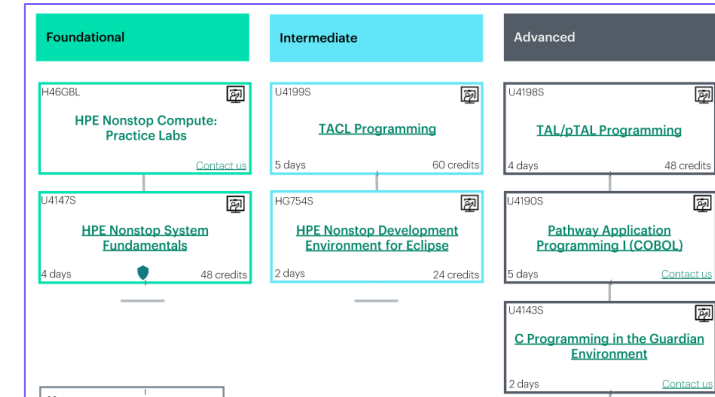 Foundational
Intermediate
Advanced
H46GBL
HPE Nonstop Compute:
Practice Labs
Contact us
U4199S
TACL Programming
5 days
60 credits
U4198S
TAL/pTAL Programming
4 days
48 credits
U4147S
HPE Nonstop System
Fundamentals
4 days
48 credits
HG754S
HPE Nonstop Development
Environment for Eclipse
2 days
24 credits
U4190S
Pathway Application
Programming I (COBOL)
5 days
Contact us
U4143S
C Programming in the Guardian
Environment
2 days
Contact us